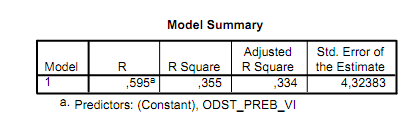 Model Summary
Model R R Square Adjusted R Square Std. Error of the Estimate
1 ,595a ,355 ,334 4,32383
a. Predictors: (Constant), ODST_PREB_VI